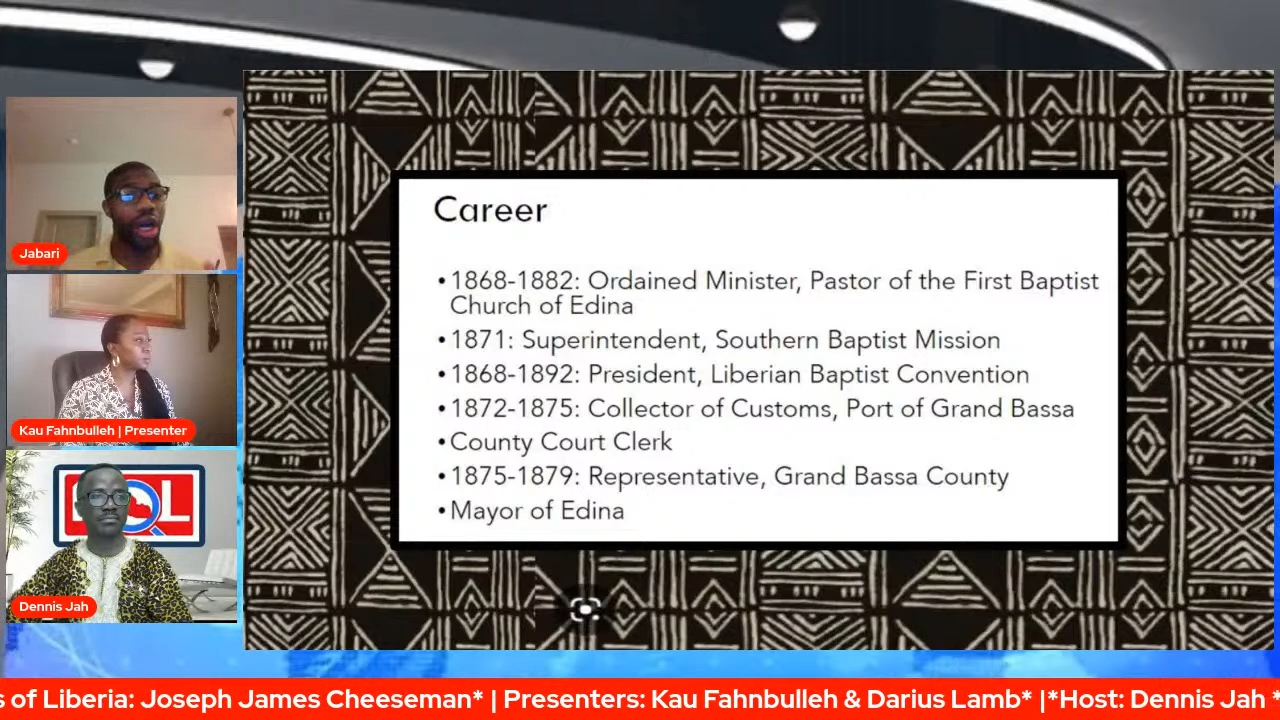 Jabari
Kau Fahnbulleh | Presenter
Dennis Jah
Career
•1868-1882: Ordained Minister, Pastor of the First Baptist
Church of Edina
•1871: Superintendent, Southern Baptist Mission
•1868-1892: President, Liberian Baptist Convention
•1872-1875: Collector of Customs, Port of Grand Bassa
•County Court Clerk
•1875-1879: Representative, Grand Bassa County
•Mayor of Edina
s of Liberia: Joseph James Cheeseman* | Presenters: Kau Fahnbulleh & Darius Lamb* |*Host: Dennis Jah *